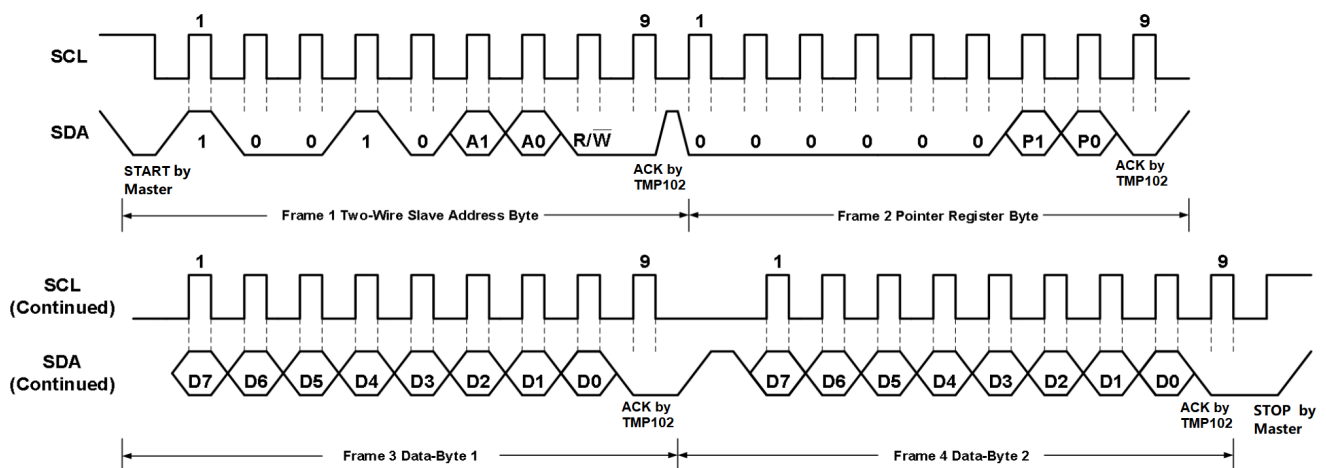 1 9 1 9
SCL
SDA
1 0 0 1 0 A1 A0 R/W̅ 0 0 0 0 0 0 P1 P0
START by
Master
ACK by
TMP102
ACK by
TMP102
Frame 1 Two-Wire Slave Address Byte
Frame 2 Pointer Register Byte
1 9 1 9
SCL
(Continued)
SDA
(Continued)
D7 D6 D5 D4 D3 D2 D1 D0 D7 D6 D5 D4 D3 D2 D1 D0
ACK by
TMP102
ACK by
TMP102
STOP by
Master
Frame 3 Data-Byte 1
Frame 4 Data-Byte 2